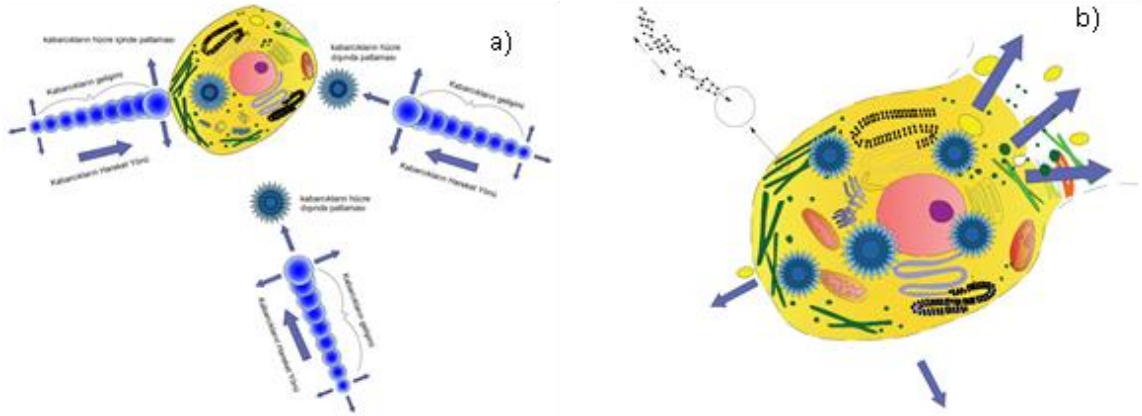 kabarcıkların hücre içinde patlaması
a)
kabarcıkların hücre
dışında patlaması
Kabarcıkların gelişimi
Kabarcıkların Hareket Yönü
Kabarcıkların gelişimi
Kabarcıkların Hareket Yönü
kabarcıkların hücre
dışında patlaması
Kabarcıkların gelişimi
Kabarcıkların Hareket Yönü
b)